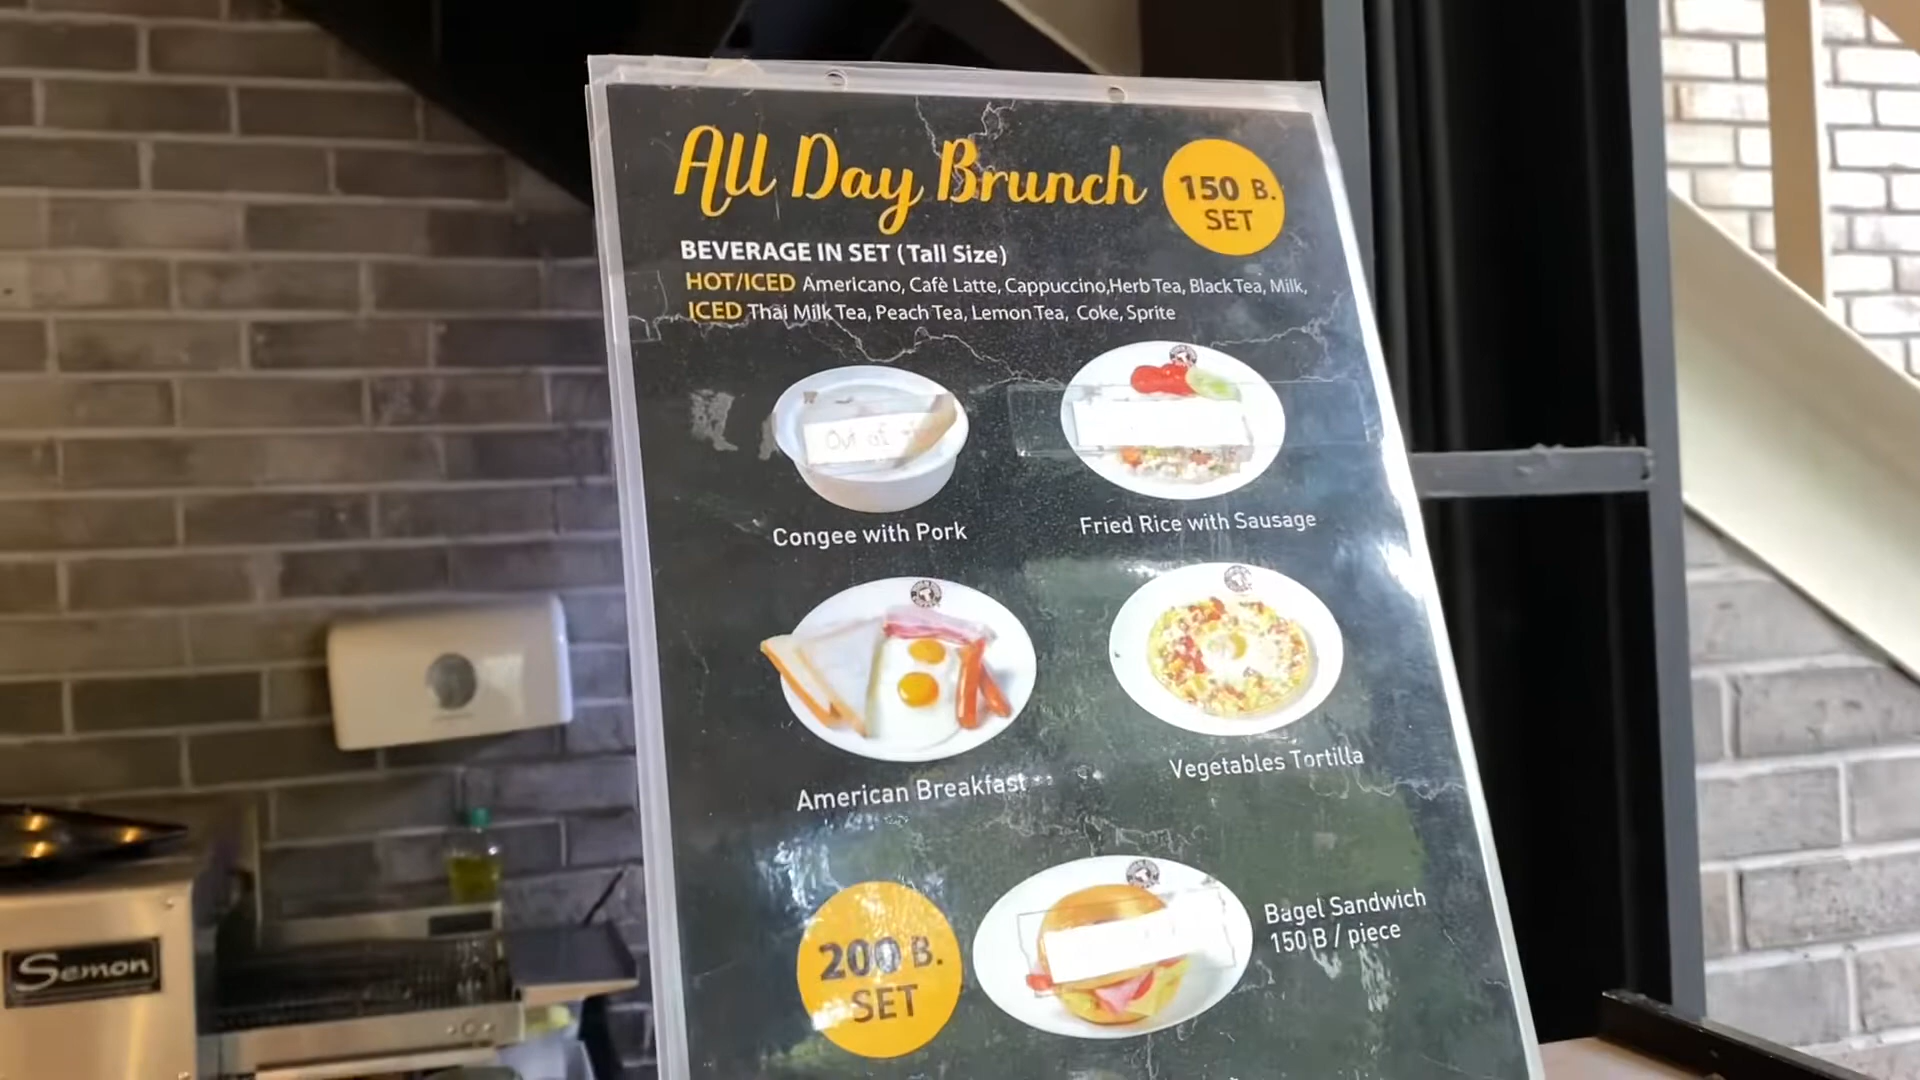 All Day Brunch
150 B.
SET
BEVERAGE IN SET (Tall Size)
HOT/ICED Americano, Cafè Latte, Cappuccino,Herb Tea, Black Tea, Milk,
ICED Thai Milk Tea, Peach Tea, Lemon Tea, Coke, Sprite
Out of
Congee with Pork
Fried Rice with Sausage
American Breakfast
Vegetables Tortilla
200 B.
SET
Bagel Sandwich
150 B / piece
Semon